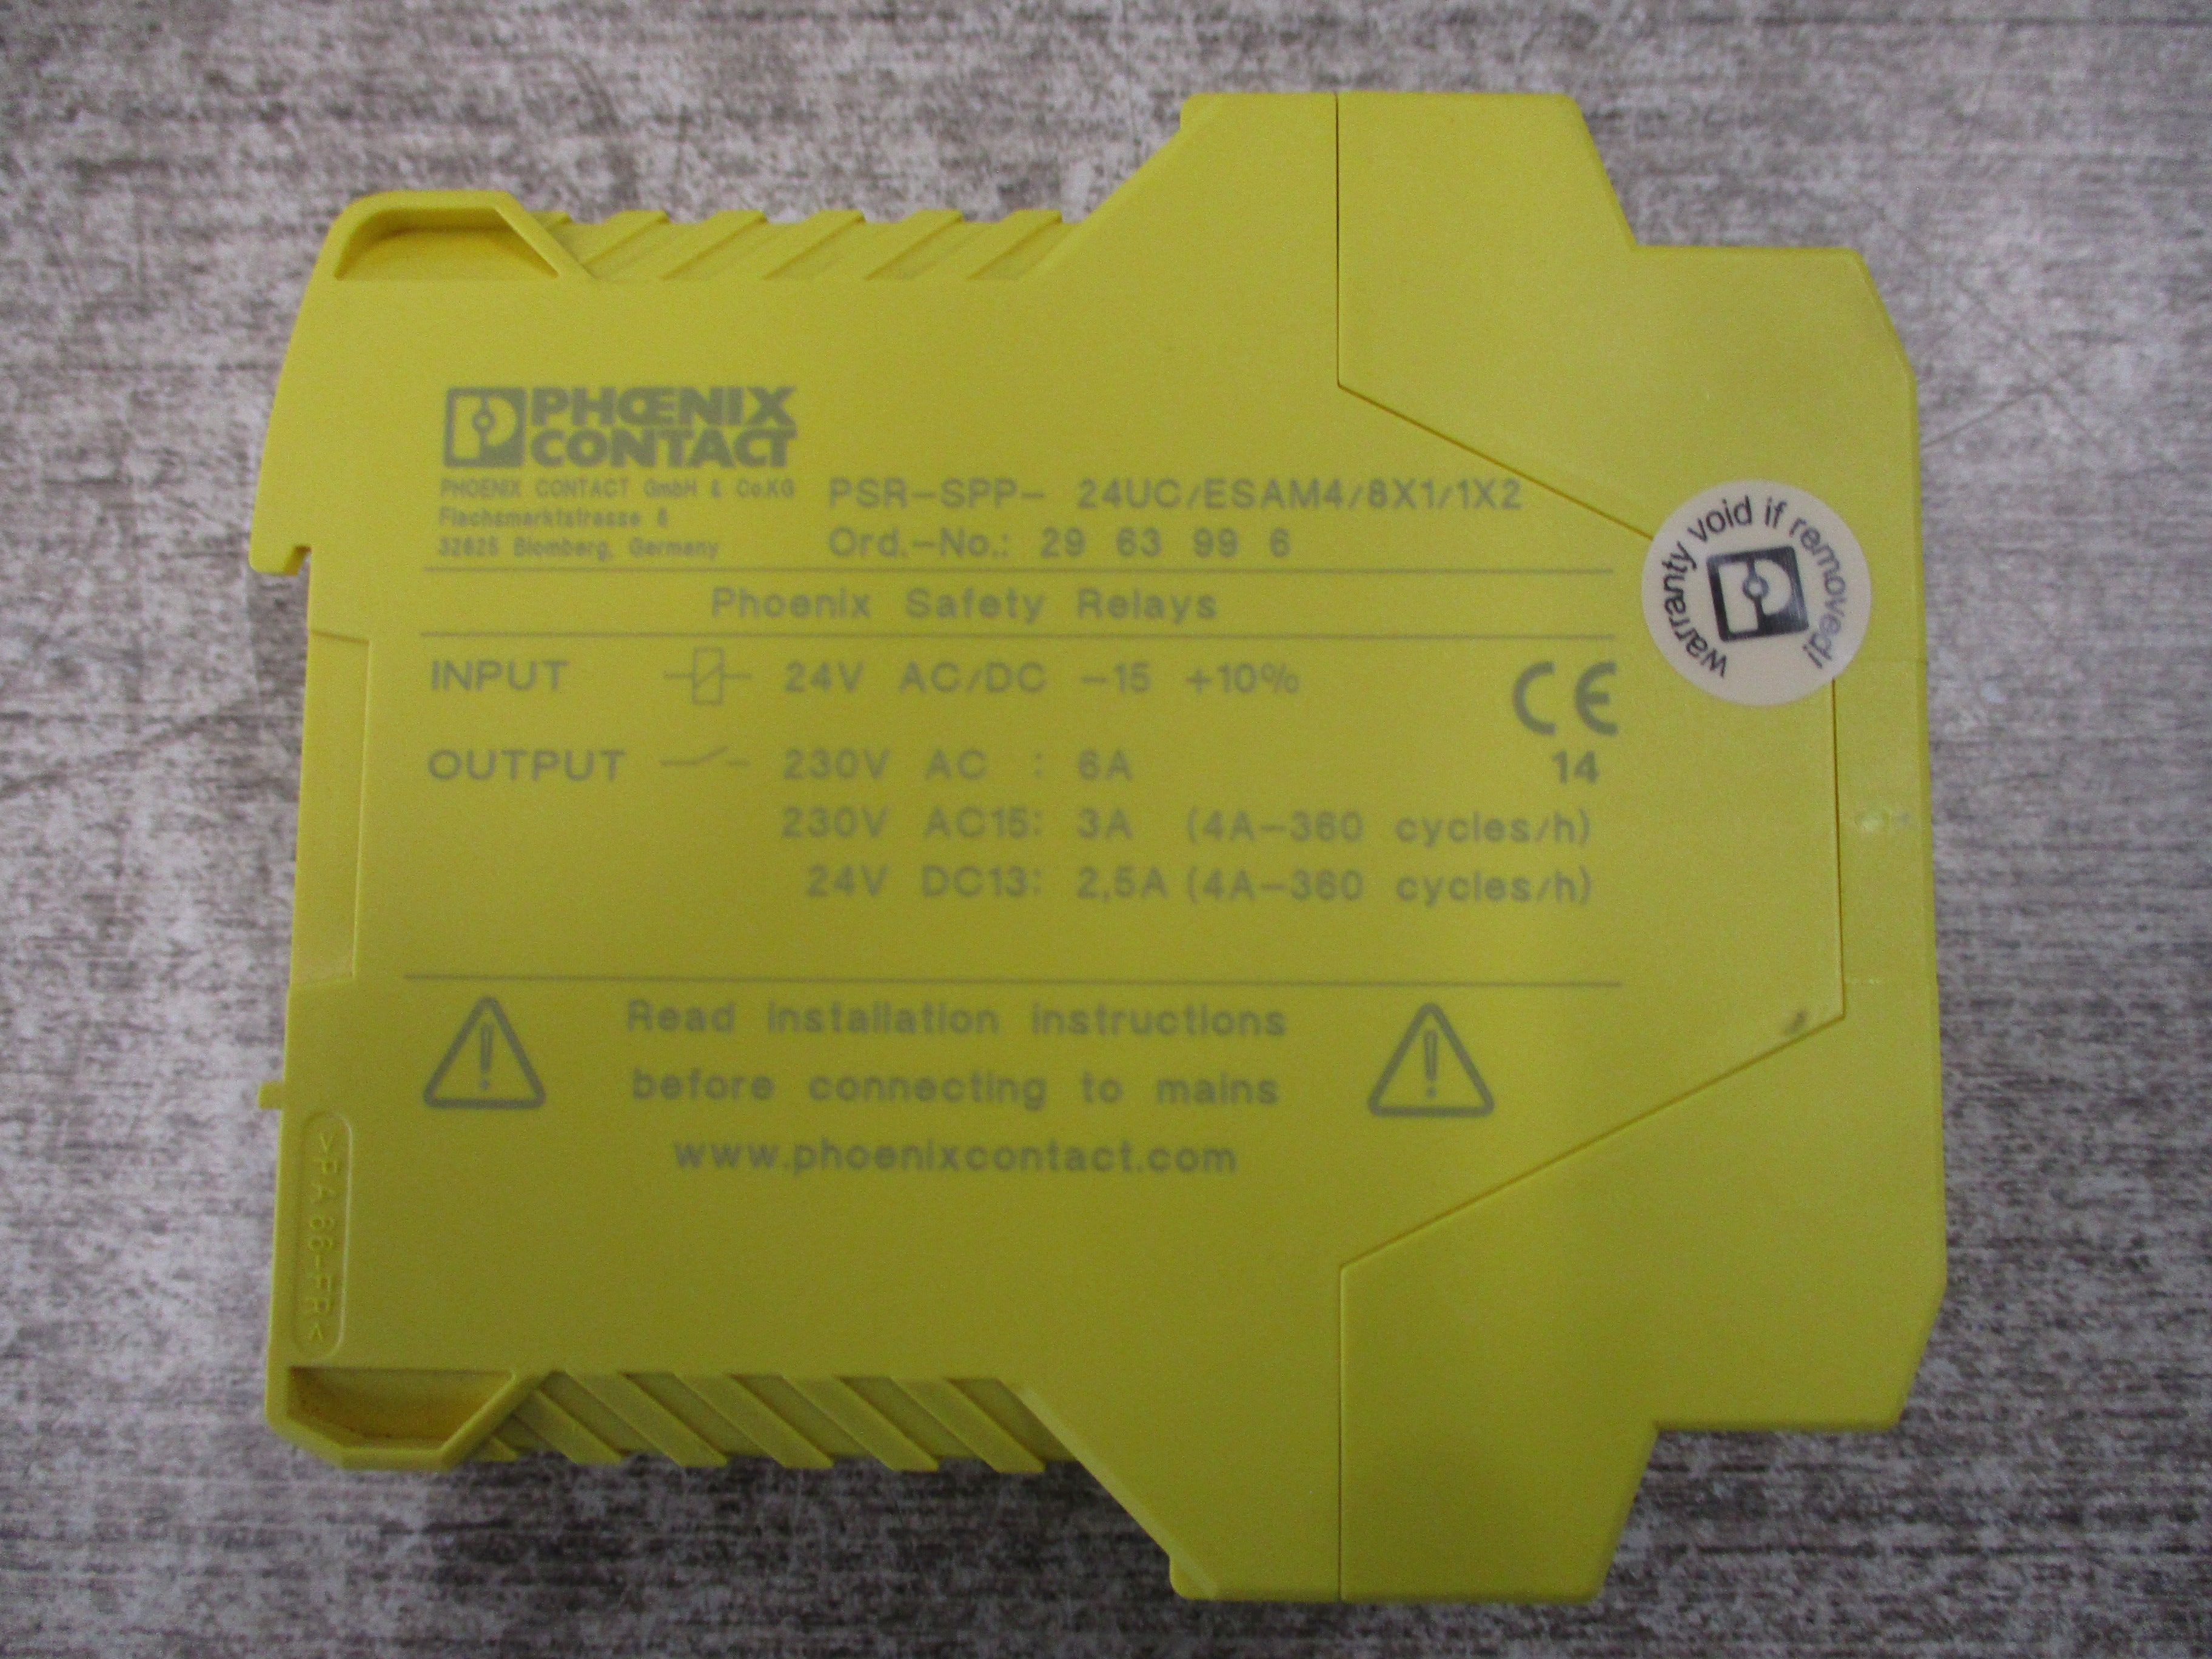 PHOENIX
CONTACT
PHOENIX CONTACT GmbH & Co.KG
Flachsmarktstrasse 8
32825 Blomberg, Germany
PSR-SPP- 24UC/ESAM4/8X1/1X2
Ord.-No.: 29 63 99 6
Phoenix Safety Relays
INPUT 24V AC/DC -15 +10%
OUTPUT 230V AC : 6A
230V AC15: 3A (4A-360 cycles/h)
24V DC13: 2,5A (4A-360 cycles/h)
CE
14
warranty void if removed!
Read installation instructions
before connecting to mains
www.phoenixcontact.com
>PA 66-FR<